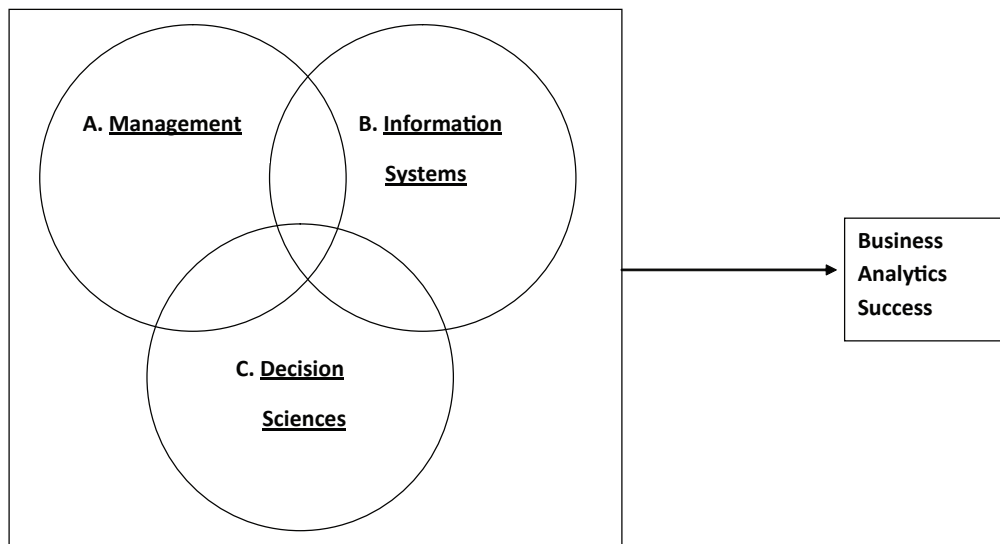 A. Management
B. Information
Systems
C. Decision
Sciences
Business
Analytics
Success